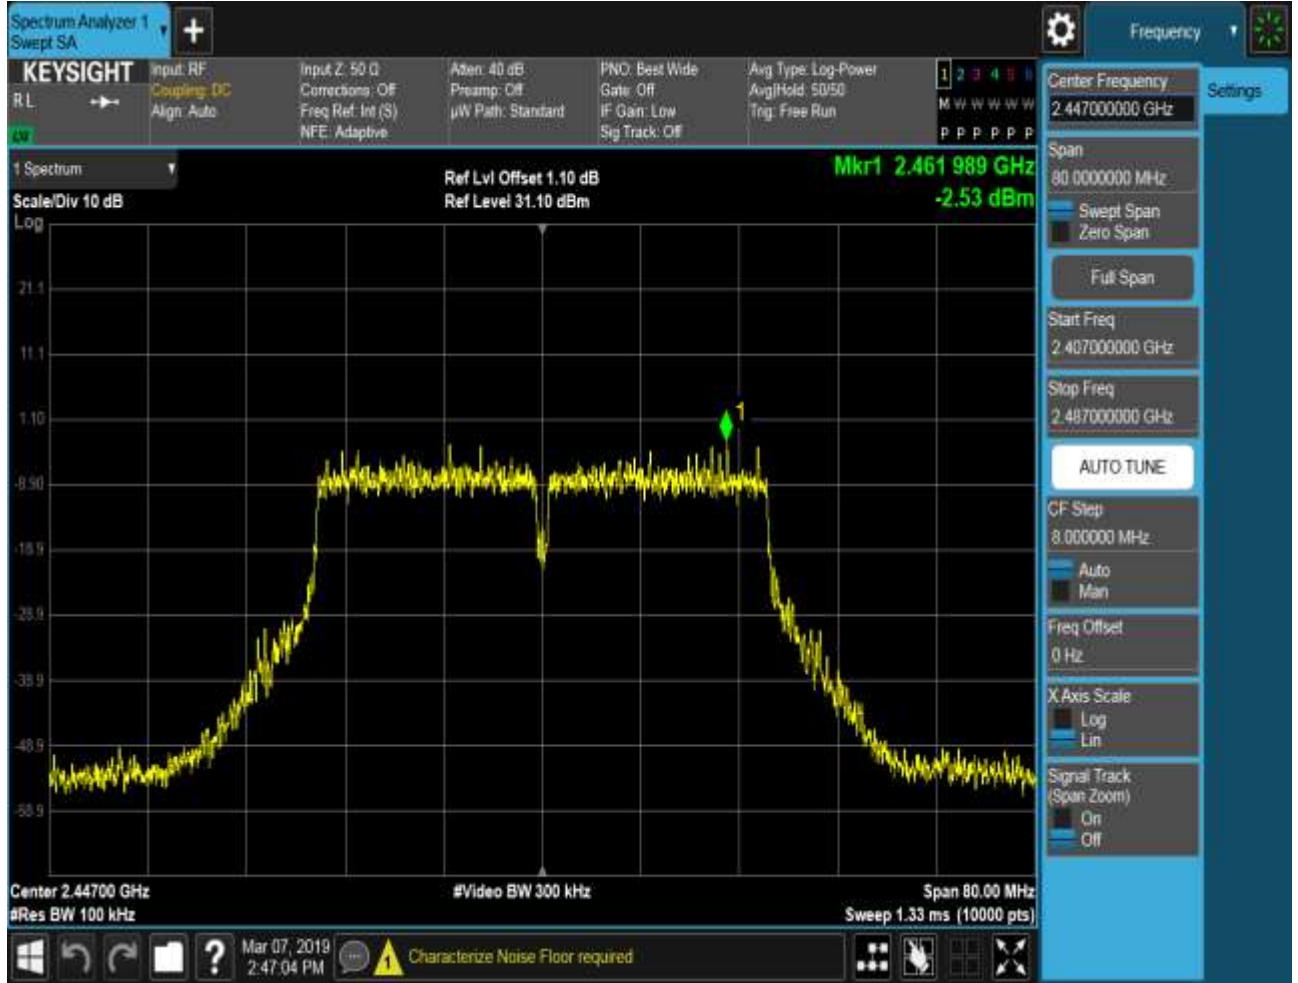 Spectrum Analyzer 1
Swept SA
+
Frequency
KEYSIGHT
RL
Input: RF
Coupling: DC
Align: Auto
Input Z: 50 Ω
Corrections: Off
Freq Ref: Int (S)
NFE: Adaptive
Atten: 40 dB
Preamp: Off
µW Path: Standard
PNO: Best Wide
Gate: Off
IF Gain: Low
Sig Track: Off
Avg Type: Log-Power
Avg|Hold: 50/50
Trig: Free Run
1 2 3 4 5 6
M W W W W W
P P P P P P
1 Spectrum
Scale/Div 10 dB
Log
Ref Lvl Offset 1.10 dB
Ref Level 31.10 dBm
Mkr1 2.461 989 GHz
-2.53 dBm
21.1
11.1
1.10
-8.90
-18.9
-28.9
-38.9
-48.9
-58.9
1
Center 2.44700 GHz
#Res BW 100 kHz
#Video BW 300 kHz
Span 80.00 MHz
Sweep 1.33 ms (10000 pts)
Center Frequency
2.447000000 GHz
Settings
Span
80.0000000 MHz
Swept Span
Zero Span
Full Span
Start Freq
2.407000000 GHz
Stop Freq
2.487000000 GHz
AUTO TUNE
CF Step
8.000000 MHz
Auto
Man
Freq Offset
0 Hz
X Axis Scale
Log
Lin
Signal Track
(Span Zoom)
On
Off
?
Mar 07, 2019
2:47:04 PM
1
Characterize Noise Floor required